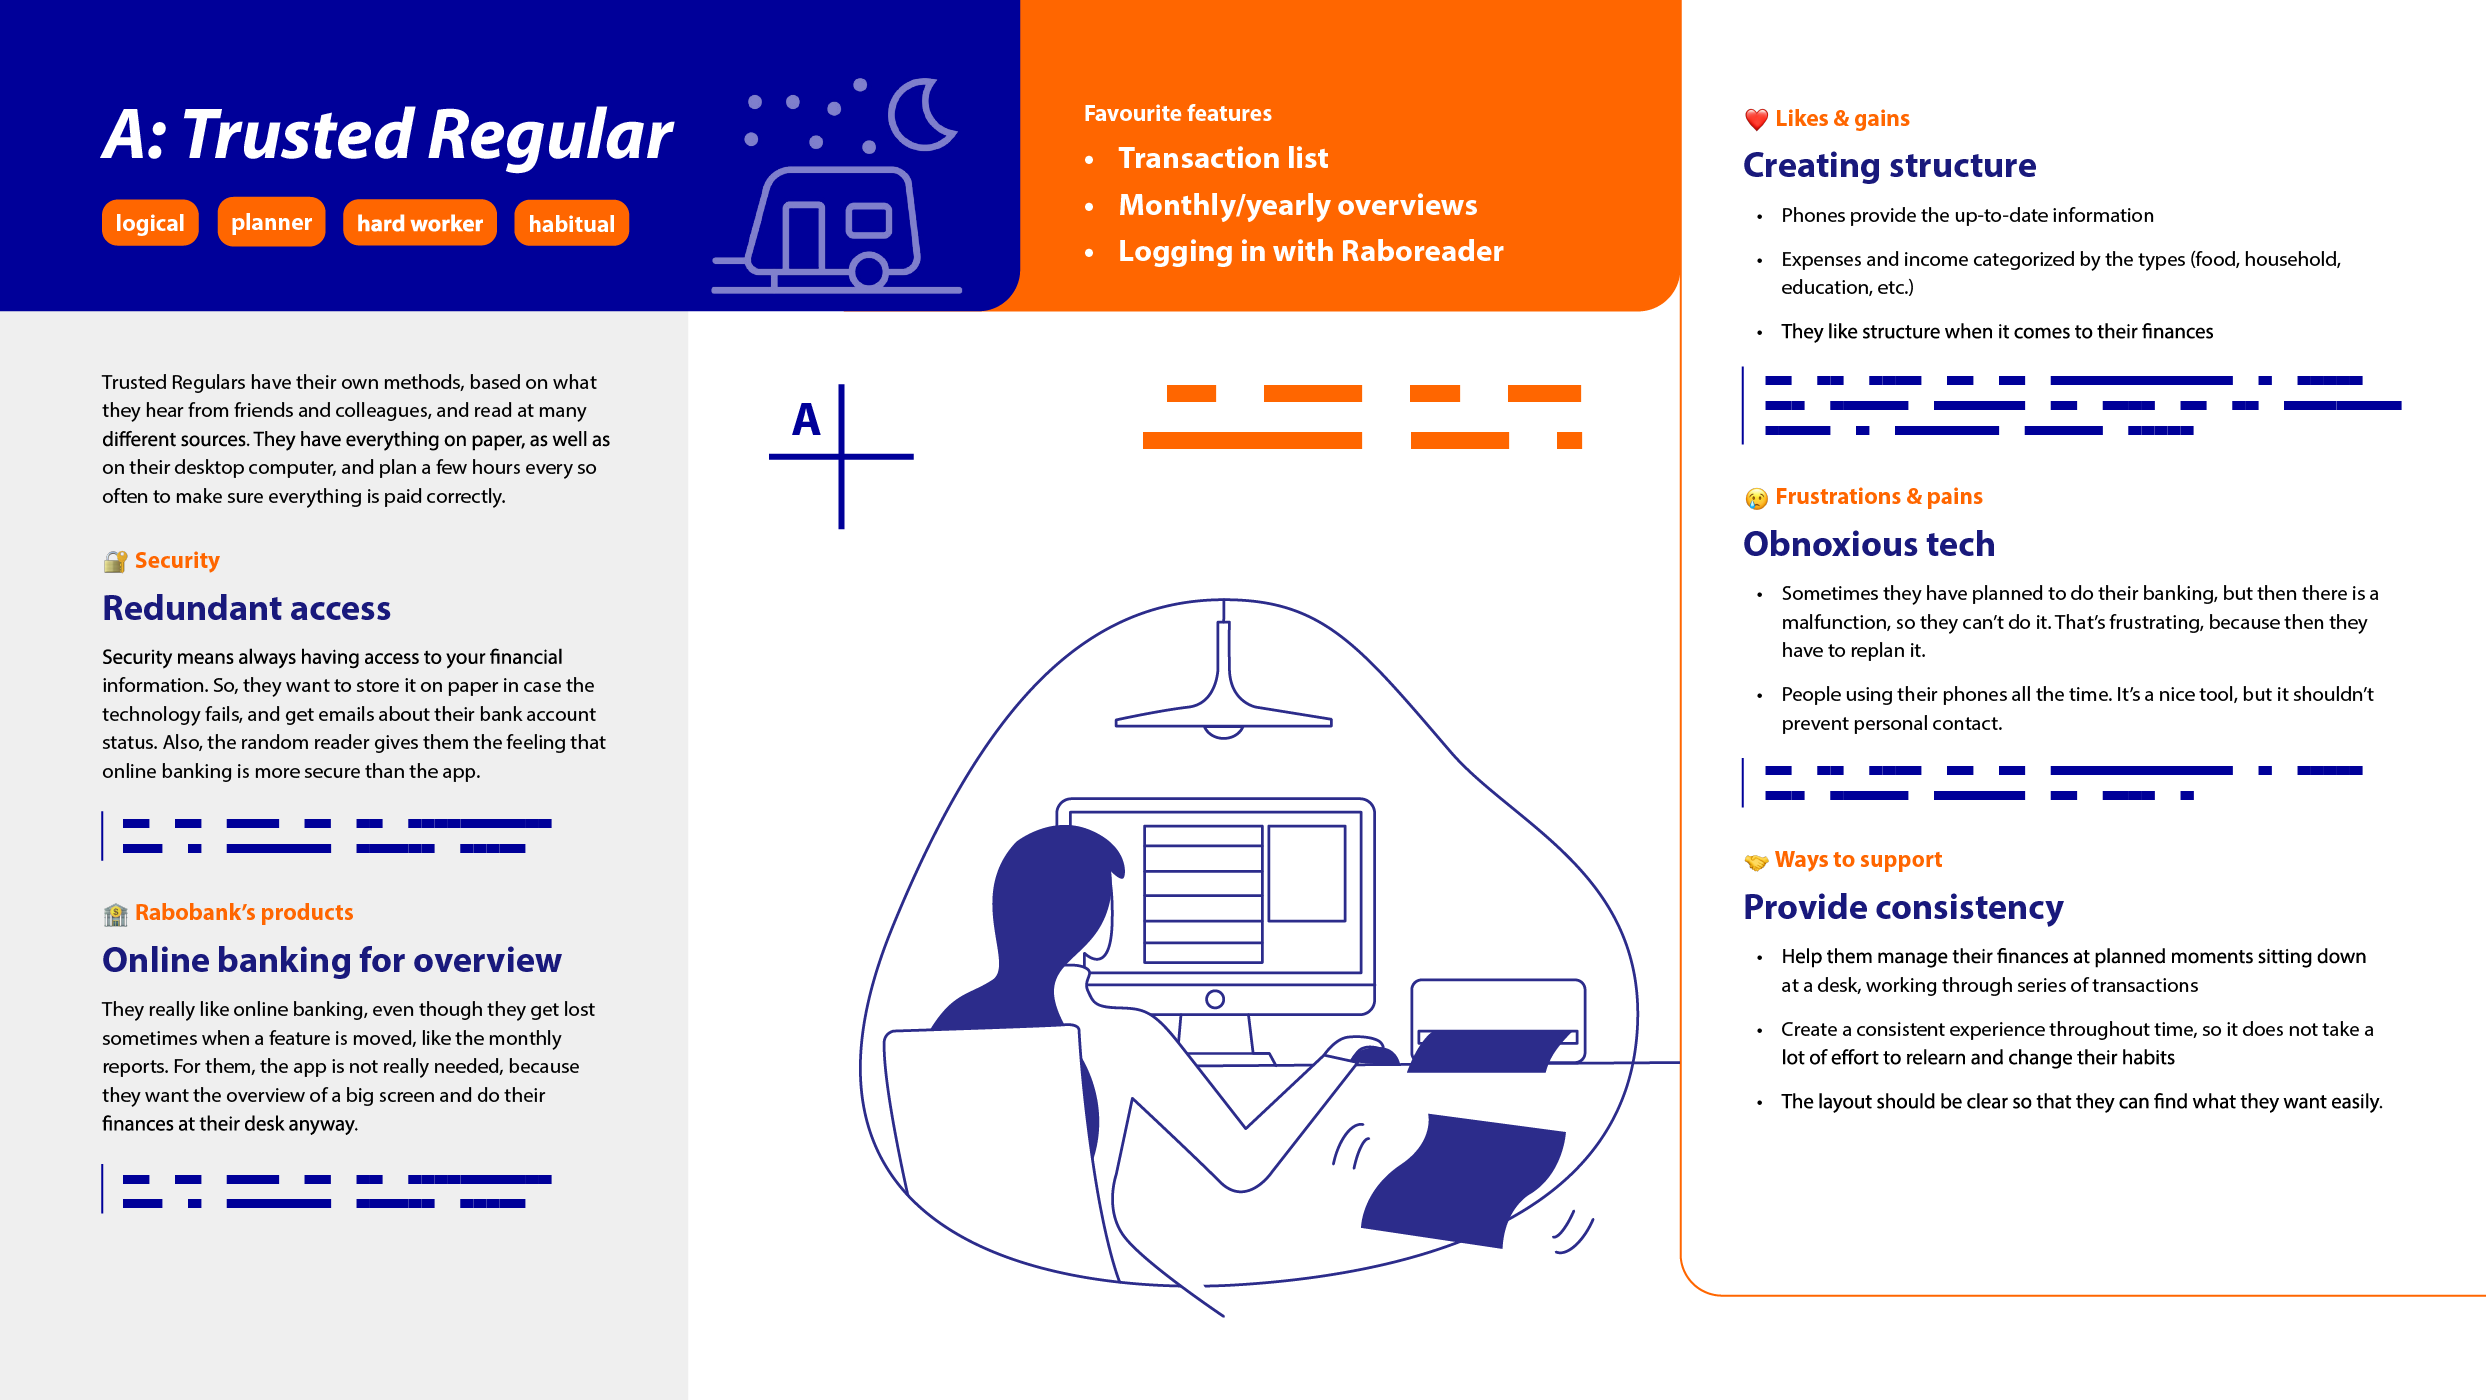 A: Trusted Regular
logical planner hard worker habitual
Favourite features
• Transaction list
• Monthly/yearly overviews
• Logging in with Raboreader
Trusted Regulars have their own methods, based on what
they hear from friends and colleagues, and read at many
different sources. They have everything on paper, as well as
on their desktop computer, and plan a few hours every so
often to make sure everything is paid correctly.
Security
Redundant access
Security means always having access to your financial
information. So, they want to store it on paper in case the
technology fails, and get emails about their bank account
status. Also, the random reader gives them the feeling that
online banking is more secure than the app.
Rabobank's products
Online banking for overview
They really like online banking, even though they get lost
sometimes when a feature is moved, like the monthly
reports. For them, the app is not really needed, because
they want the overview of a big screen and do their
finances at their desk anyway.
A
Likes & gains
Creating structure
• Phones provide the up-to-date information
• Expenses and income categorized by the types (food, household,
education, etc.)
• They like structure when it comes to their finances
Frustrations & pains
Obnoxious tech
• Sometimes they have planned to do their banking, but then there is a
malfunction, so they can't do it. That's frustrating, because then they
have to replan it.
• People using their phones all the time. It's a nice tool, but it shouldn't
prevent personal contact.
Ways to support
Provide consistency
• Help them manage their finances at planned moments sitting down
at a desk, working through series of transactions
• Create a consistent experience throughout time, so it does not take a
lot of effort to relearn and change their habits
• The layout should be clear so that they can find what they want easily.